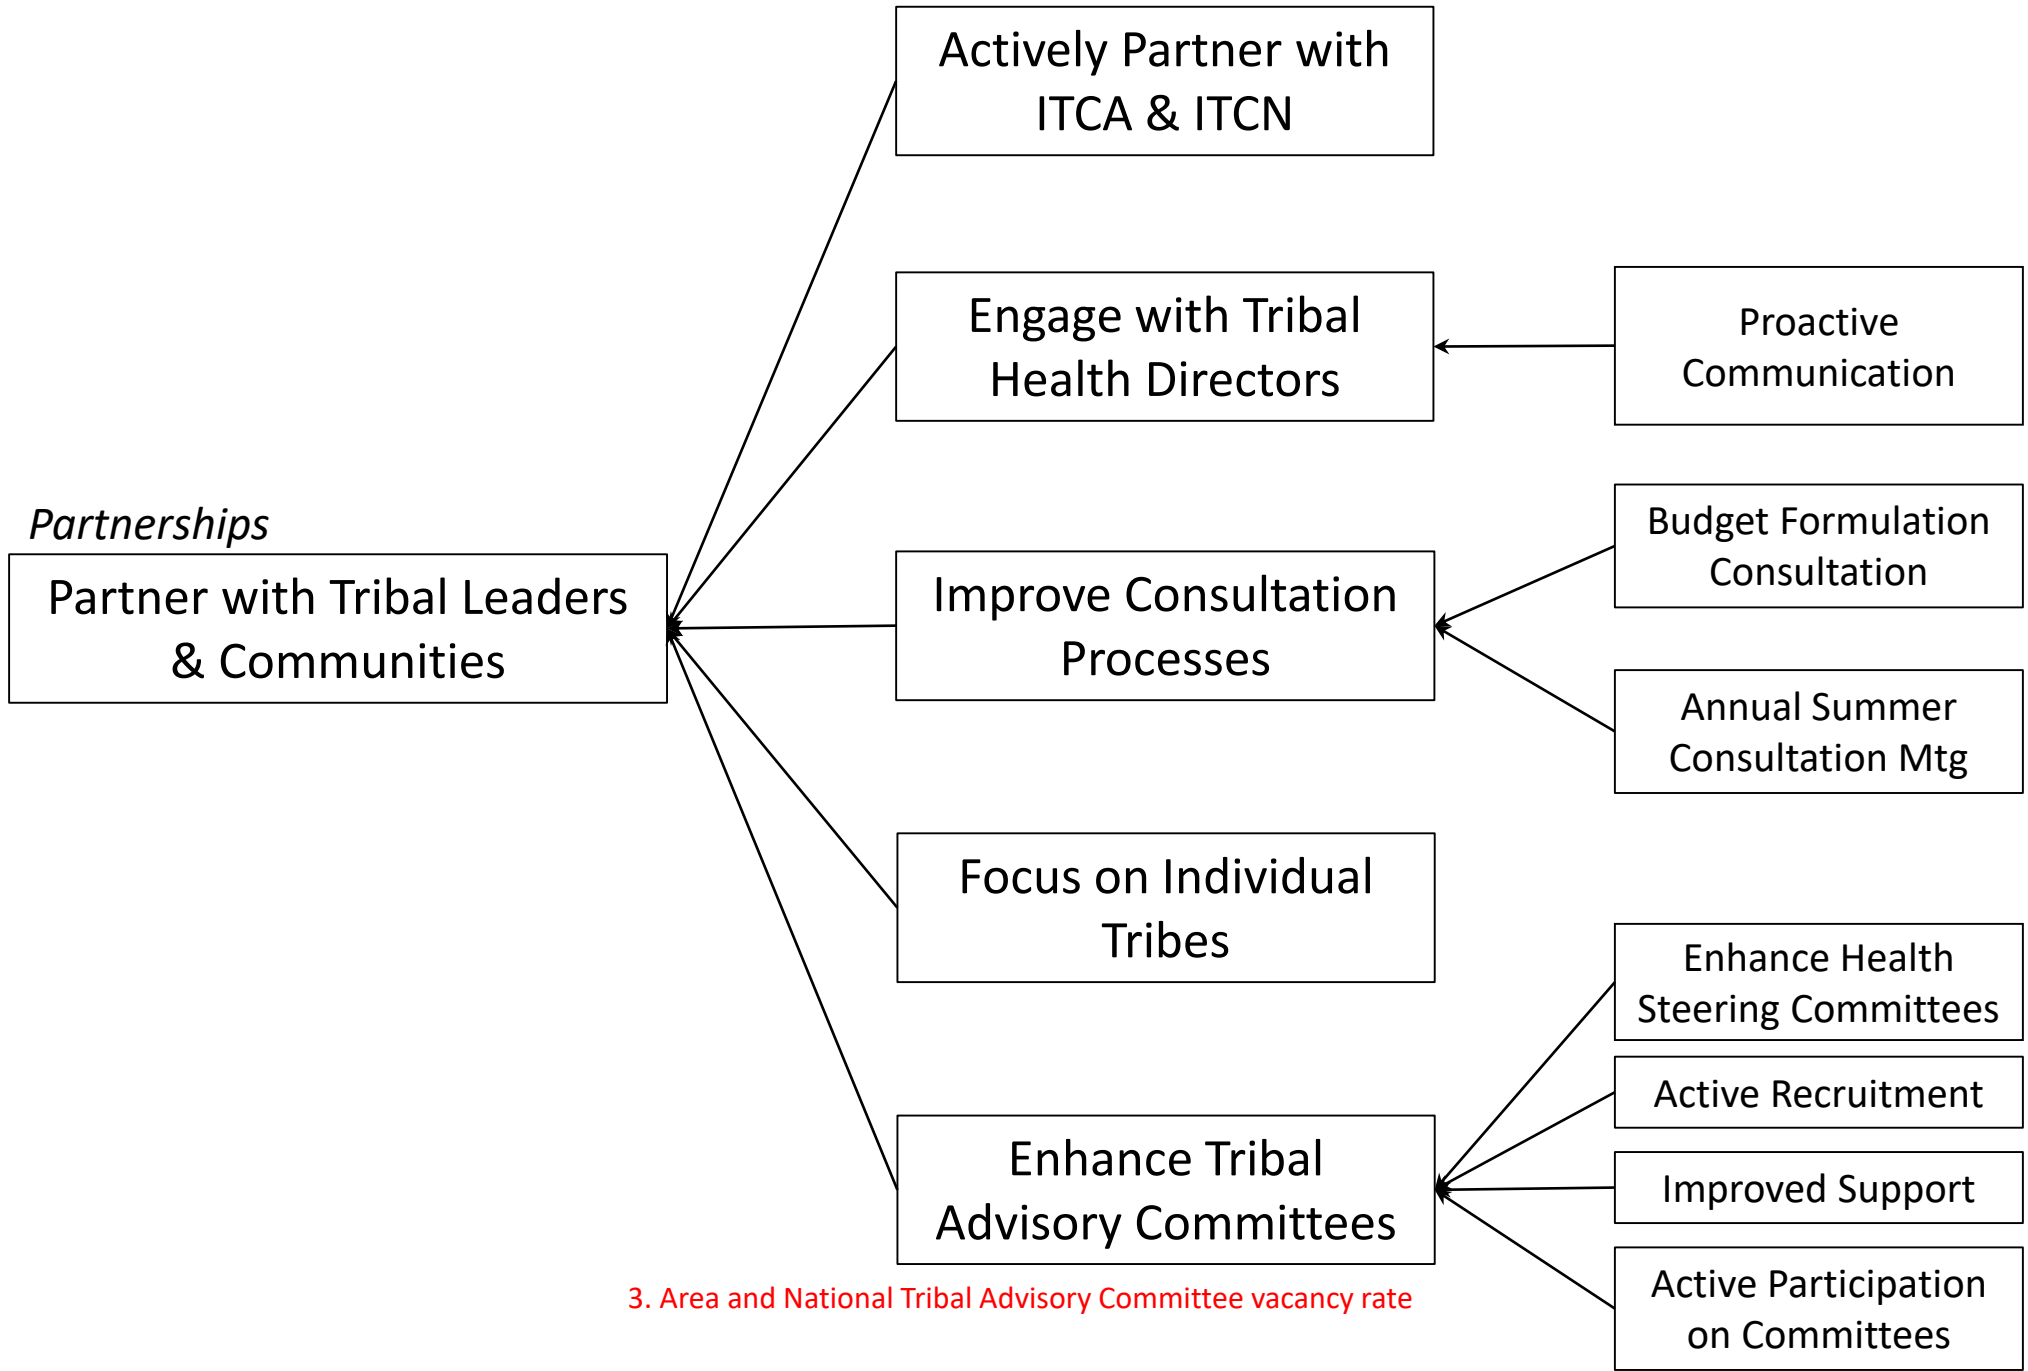 Actively Partner with
ITCA & ITCN
Engage with Tribal
Health Directors
Proactive
Communication
Partnerships
Partner with Tribal Leaders
& Communities
Improve Consultation
Processes
Budget Formulation
Consultation
Annual Summer
Consultation Mtg
Focus on Individual
Tribes
Enhance Tribal
Advisory Committees
3. Area and National Tribal Advisory Committee vacancy rate
Enhance Health
Steering Committees
Active Recruitment
Improved Support
Active Participation
on Committees